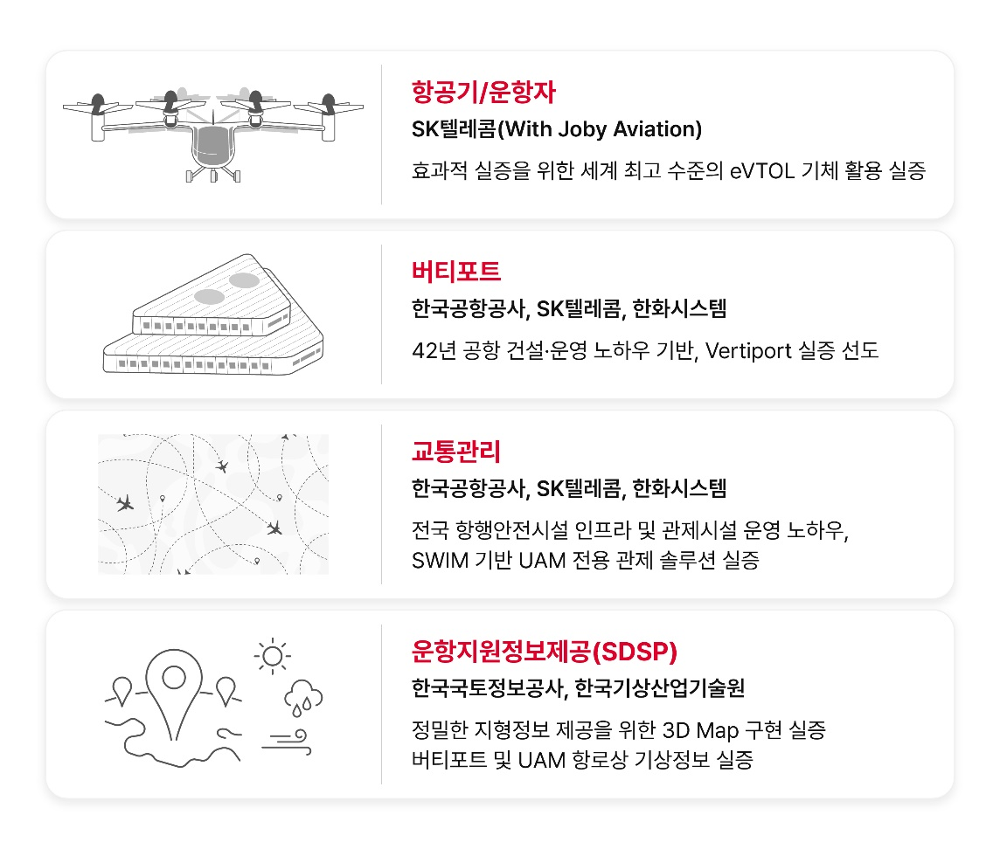 항공기/운항자
SK텔레콤(With Joby Aviation)
효과적 실증을 위한 세계 최고 수준의 eVTOL 기체 활용 실증
버티포트
한국공항공사, SK텔레콤, 한화시스템
42년 공항 건설·운영 노하우 기반, Vertiport 실증 선도
교통관리
한국공항공사, SK텔레콤, 한화시스템
전국 항행안전시설 인프라 및 관제시설 운영 노하우,
SWIM 기반 UAM 전용 관제 솔루션 실증
운항지원정보제공(SDSP)
한국국토정보공사, 한국기상산업기술원
정밀한 지형정보 제공을 위한 3D Map 구현 실증
버티포트 및 UAM 항로상 기상정보 실증